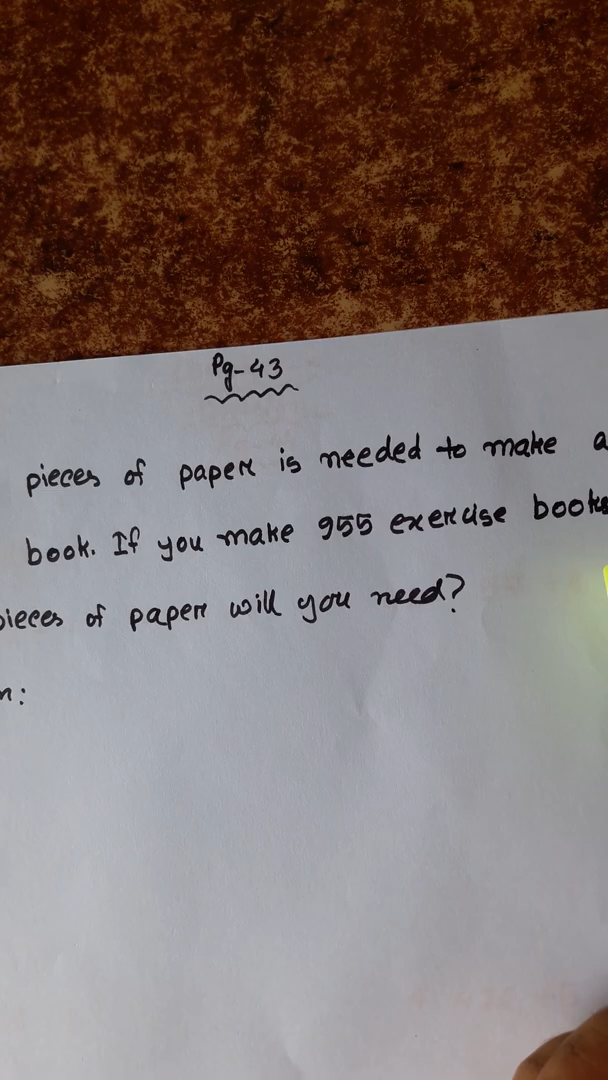 Pg-43
pieces of paper is needed to make a
book. If you make 955 exercise books
pieces of paper will you need?